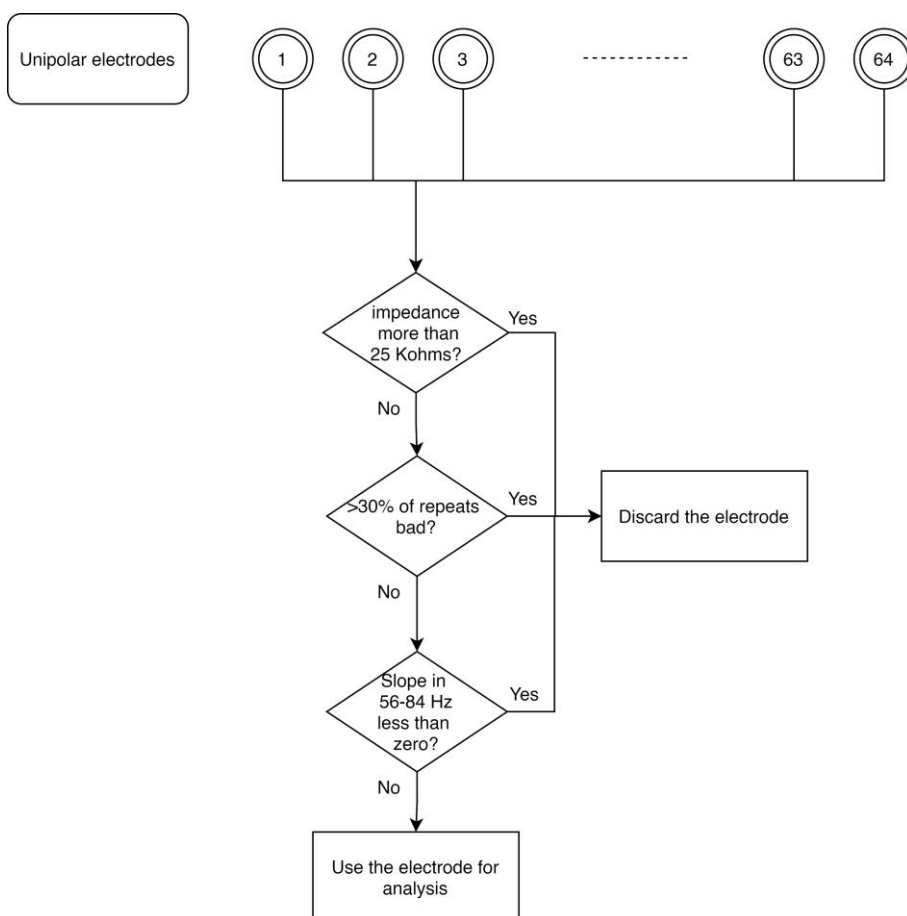 Unipolar electrodes
1
2
3
63
64
impedance
more than
25 Kohms?
Yes
No
>30% of repeats
bad?
Yes
Discard the electrode
No
Slope in
56-84 Hz
less than
zero?
Yes
No
Use the electrode for
analysis